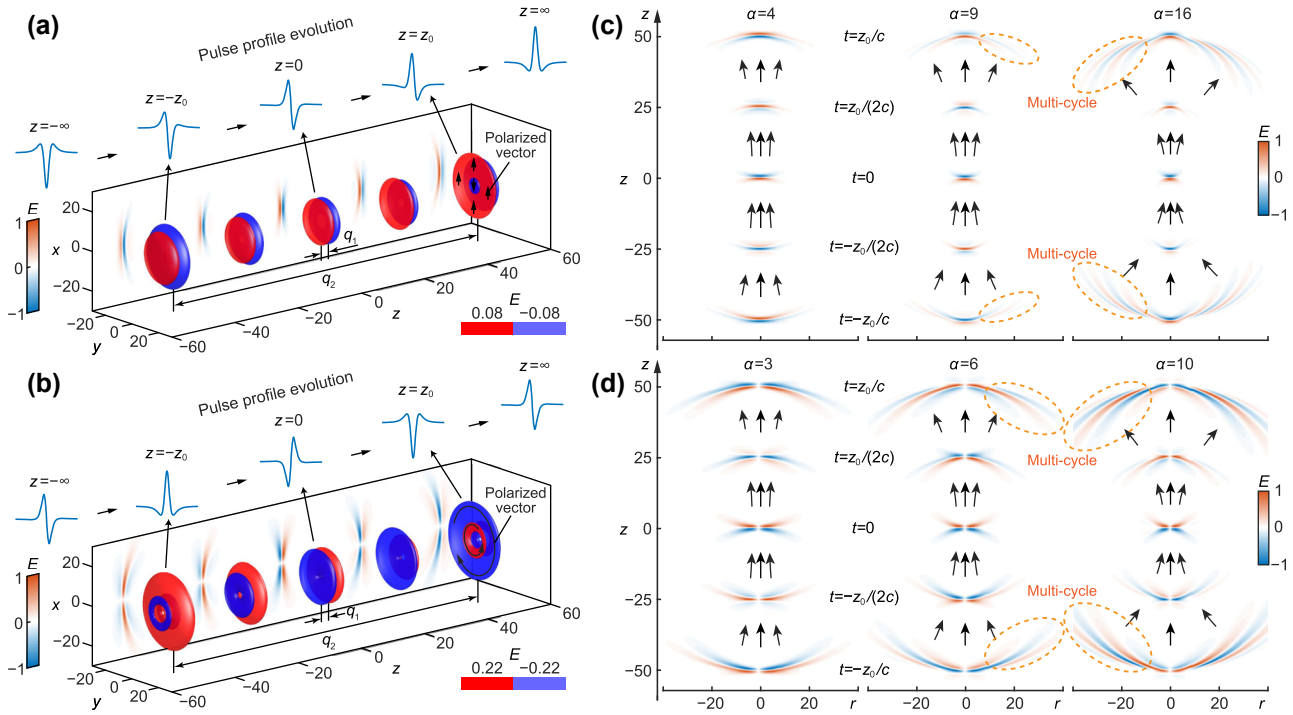 (a)
Pulse profile evolution
z=−∞
z=−z₀
z=0
z=z₀
z=∞
Polarized
vector
E
1
0
−1
20
0
−20
x
−20
0
20
y
−60
−40
−20
0
20
40
60
z
q₁
q₂
E
0.08
−0.08
(b)
Pulse profile evolution
z=−∞
z=−z₀
z=0
z=z₀
z=∞
Polarized
vector
E
1
0
−1
20
0
−20
x
−20
0
20
y
−60
−40
−20
0
20
40
60
z
q₁
q₂
E
0.22
−0.22
(c)
z
α=4
α=9
α=16
50
25
0
−25
−50
z
t=z₀/c
t=z₀/(2c)
t=0
t=−z₀/(2c)
t=−z₀/c
Multi-cycle
Multi-cycle
r
r
r
E
1
0
−1
(d)
z
α=3
α=6
α=10
50
25
0
−25
−50
z
t=z₀/c
t=z₀/(2c)
t=0
t=−z₀/(2c)
t=−z₀/c
Multi-cycle
Multi-cycle
−20 0 20 r
−20 0 20 r
−20 0 20 r
E
1
0
−1